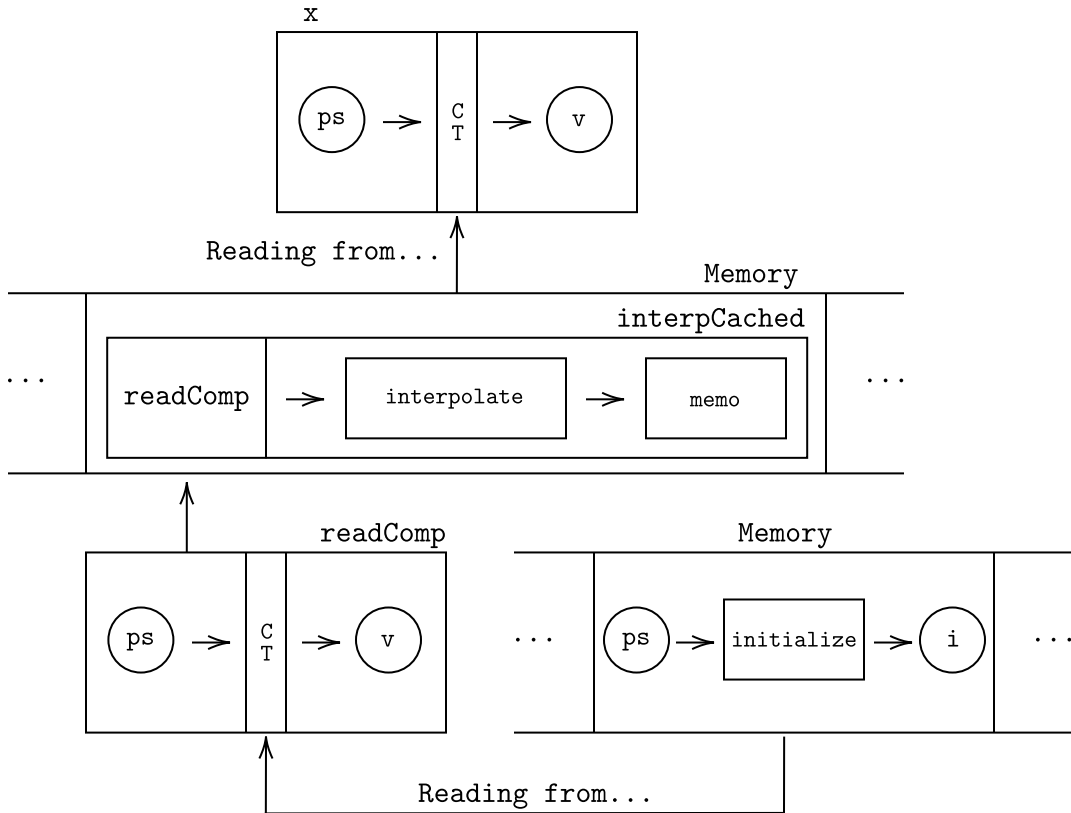 x
ps
C
T
v
Reading from...
Memory
interpCached
...
readComp
interpolate
memo
...
readComp
Memory
ps
C
T
v
...
ps
initialize
i
...
Reading from...